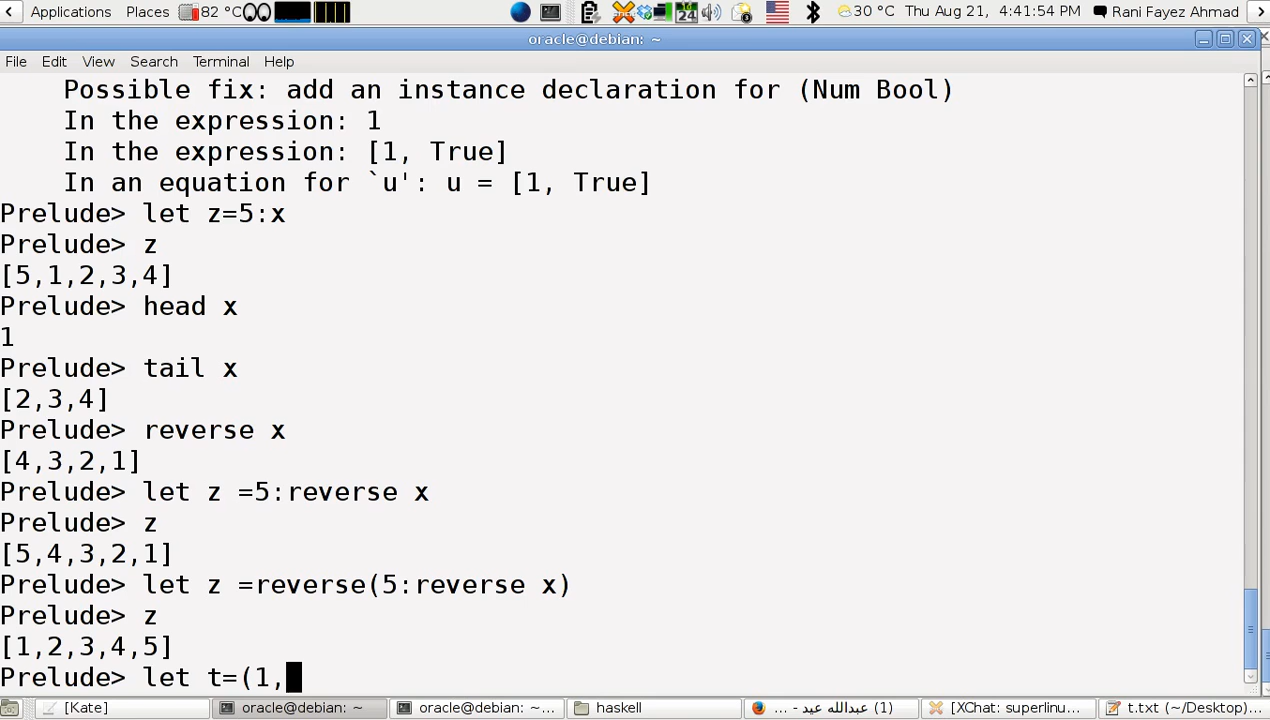 Applications Places 82 °C 24 30 °C Thu Aug 21 4:41:54 PM Rani Fayez Ahmad
oracle@debian: ~
File Edit View Search Terminal Help
Possible fix: add an instance declaration for (Num Bool)
In the expression: 1
In the expression: [1, True]
In an equation for `u': u = [1, True]
Prelude> let z=5:x
Prelude> z
[5,1,2,3,4]
Prelude> head x
1
Prelude> tail x
[2,3,4]
Prelude> reverse x
[4,3,2,1]
Prelude> let z =5:reverse x
Prelude> z
[5,4,3,2,1]
Prelude> let z =reverse(5:reverse x)
Prelude> z
[1,2,3,4,5]
Prelude> let t=(1,
[Kate] oracle@debian: ~ oracle@debian: ~... haskell ... - عبدالله عيد (1) [XChat: superlinu... t.txt (~/Desktop)...